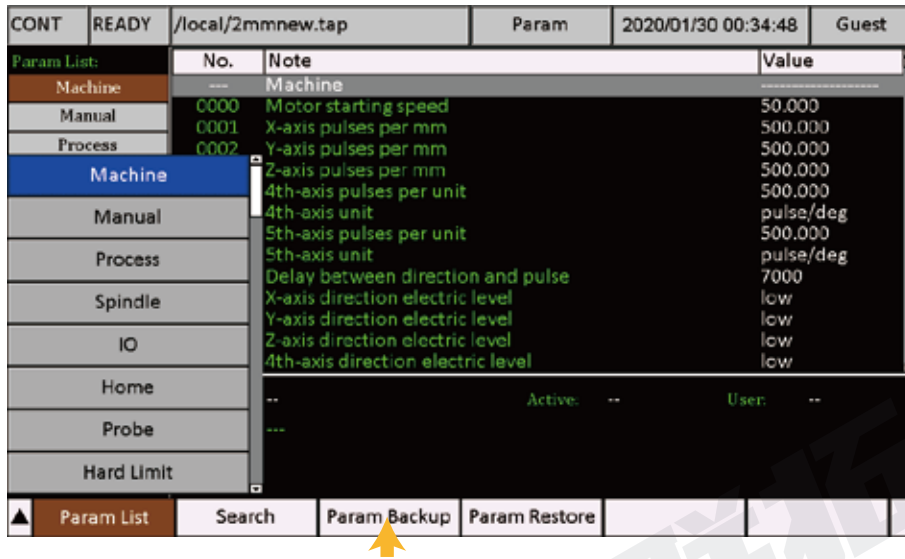 CONT READY /local/2mmnew.tap Param 2020/01/30 00:34:48 Guest
Param List: No. Note Value
Machine --- Machine -------------------
Manual 0000 Motor starting speed 50.000
0001 X-axis pulses per mm 500.000
Process 0002 Y-axis pulses per mm 500.000
Machine Z-axis pulses per mm 500.000
4th-axis pulses per unit 500.000
Manual 4th-axis unit pulse/deg
5th-axis pulses per unit 500.000
Process 5th-axis unit pulse/deg
Delay between direction and pulse 7000
Spindle X-axis direction electric level low
Y-axis direction electric level low
IO Z-axis direction electric level low
4th-axis direction electric level low
Home -- Active: -- User: --
Probe ---
Hard Limit
▲ Param List Search Param Backup Param Restore